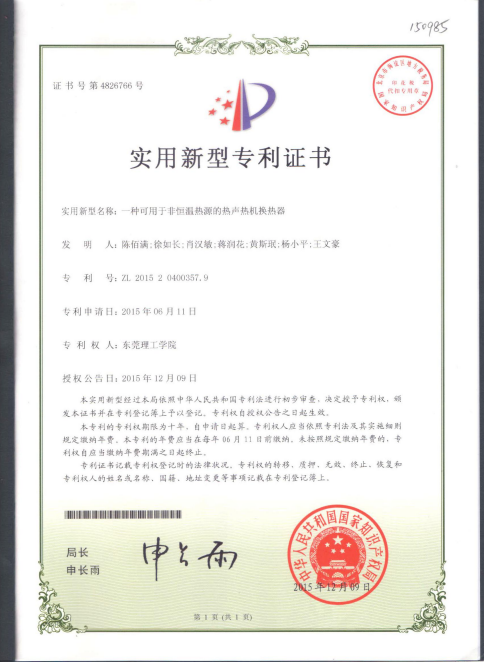 150985
证书号第4826766号
实用新型专利证书
实用新型名称：一种可用于非恒温热源的热声热机换热器
发 明 人：陈佰满;徐如长;肖汉敏;蒋润花;黄斯珉;杨小平;王文豪
专 利 号：ZL 2015 2 0400357.9
专利申请日：2015年06月11日
专 利 权 人：东莞理工学院
授权公告日：2015年12月09日
本实用新型经过本局依照中华人民共和国专利法进行初步审查，决定授予专利权，颁
发本证书并在专利登记簿上予以登记。专利权自授权公告之日起生效。
本专利的专利权期限为十年，自申请日起算。专利权人应当依照专利法及其实施细则
规定缴纳年费。本专利的年费应当在每年06月11日前缴纳。未按照规定缴纳年费的，专
利权自应当缴纳年费期满之日起终止。
专利证书记载专利权登记时的法律状况。专利权的转移、质押、无效、终止、恢复和
专利权人的姓名或名称、国籍、地址变更等事项记载在专利登记簿上。
局长
申长雨
申长雨
中华人民共和国国家知识产权局
2015年12月09日
第1页(共1页)